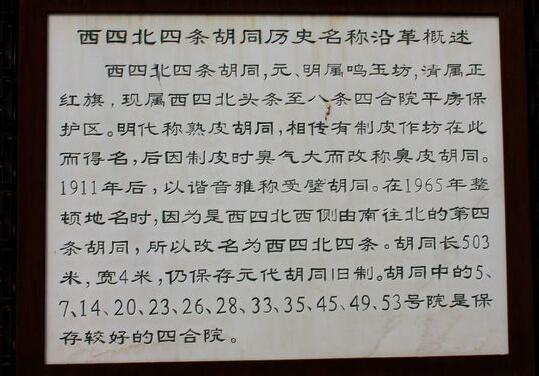 西四北四条胡同历史名称沿革概述
西四北四条胡同,元、明属鸣玉坊,清属正
红旗,现属西四北头条至八条四合院平房保
护区。明代称熟皮胡同,相传有制皮作坊在此
而得名,后因制皮时臭气大而改称臭皮胡同。
1911年后,以谐音雅称受壁胡同。在1965年整
顿地名时,因为是西四北西侧由南往北的第四
条胡同,所以改名为西四北四条。胡同长503
米,宽4米,仍保存元代胡同旧制。胡同中的5、
7、14、20、23、26、28、33、35、45、49、53号院是保
存较好的四合院。